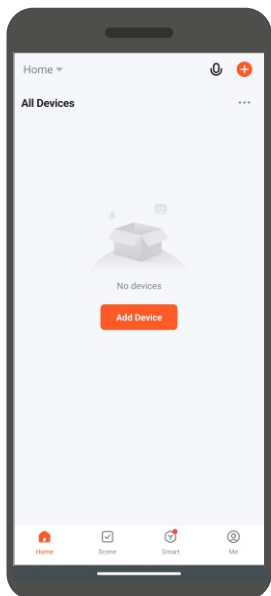 Home
All Devices
No devices
Add Device
Home
Scene
Smart
Me